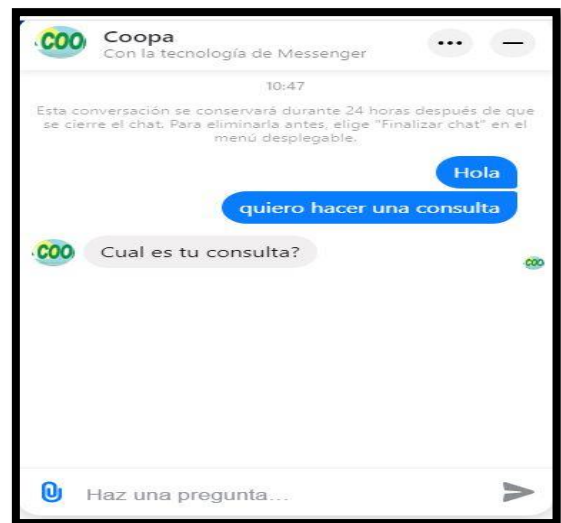 COO
Coopa
Con la tecnología de Messenger
10:47
Esta conversación se conservará durante 24 horas después de que
se cierre el chat. Para eliminarla antes, elige "Finalizar chat" en el
menú desplegable.
Hola
quiero hacer una consulta
COO
Cual es tu consulta?
COO
Haz una pregunta...